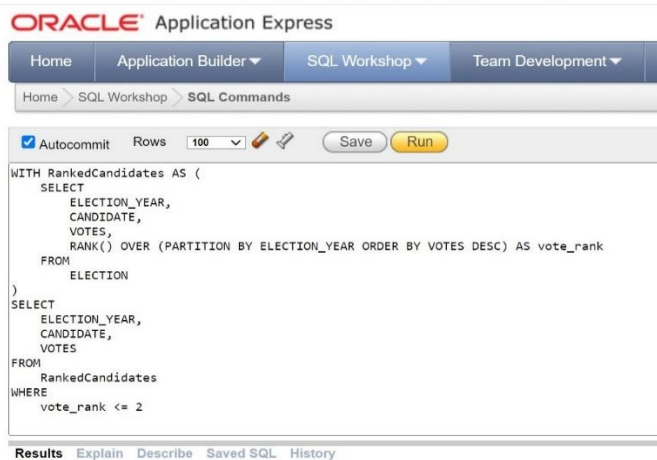 ORACLE Application Express
Home Application Builder SQL Workshop Team Development
Home SQL Workshop SQL Commands
Autocommit Rows 100 Save Run
WITH RankedCandidates AS (
    SELECT
        ELECTION_YEAR,
        CANDIDATE,
        VOTES,
        RANK() OVER (PARTITION BY ELECTION_YEAR ORDER BY VOTES DESC) AS vote_rank
    FROM
        ELECTION
)
SELECT
    ELECTION_YEAR,
    CANDIDATE,
    VOTES
FROM
    RankedCandidates
WHERE
    vote_rank <= 2
Results Explain Describe Saved SQL History